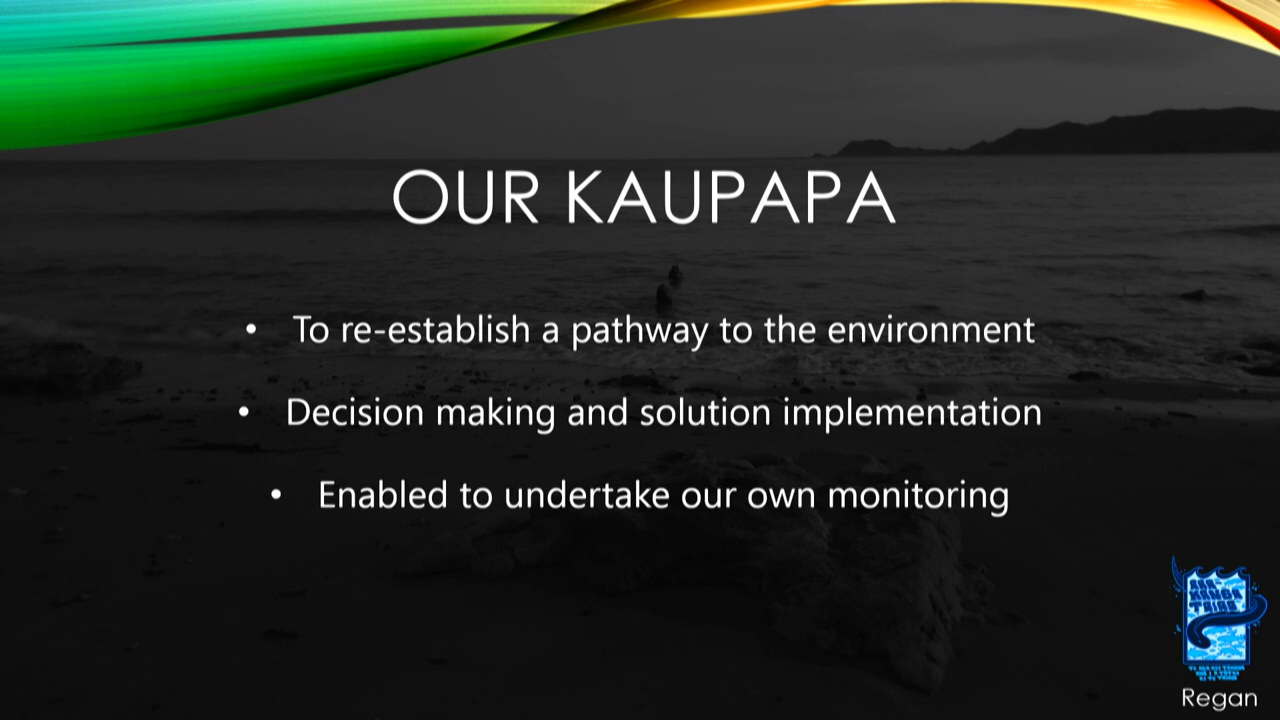 OUR KAUPAPA
• To re-establish a pathway to the environment
• Decision making and solution implementation
• Enabled to undertake our own monitoring
Regan